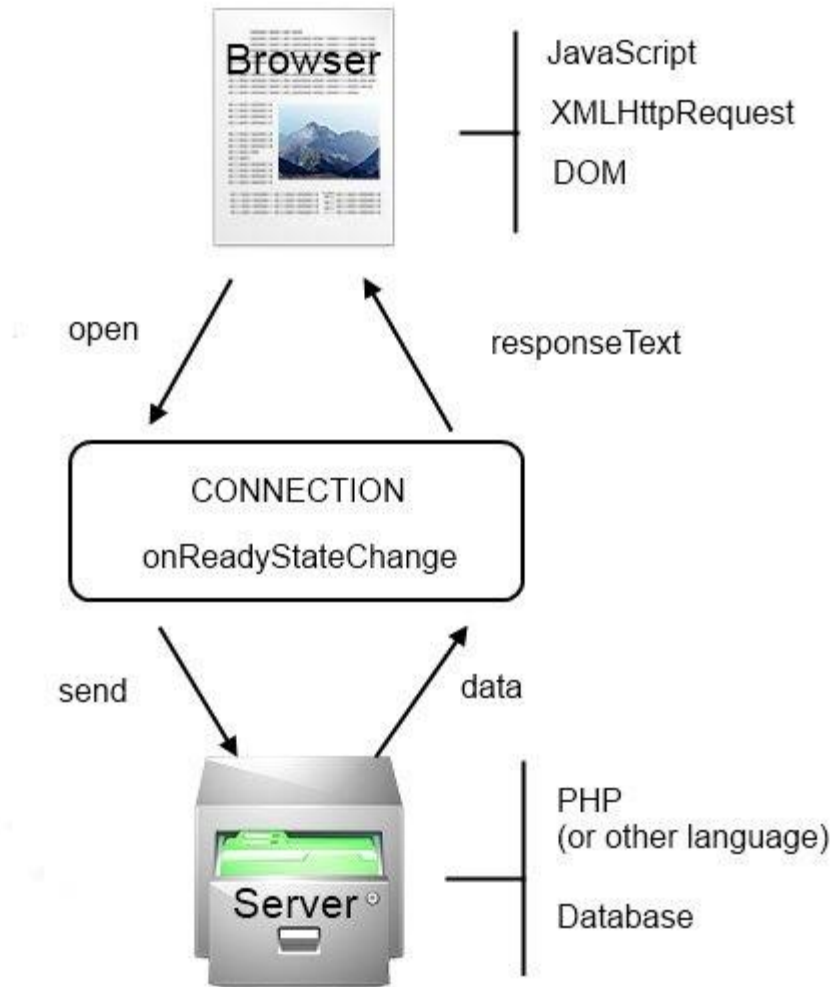 Browser
JavaScript
XMLHttpRequest
DOM
open
responseText
CONNECTION
onReadyStateChange
send
data
Server
PHP
(or other language)
Database